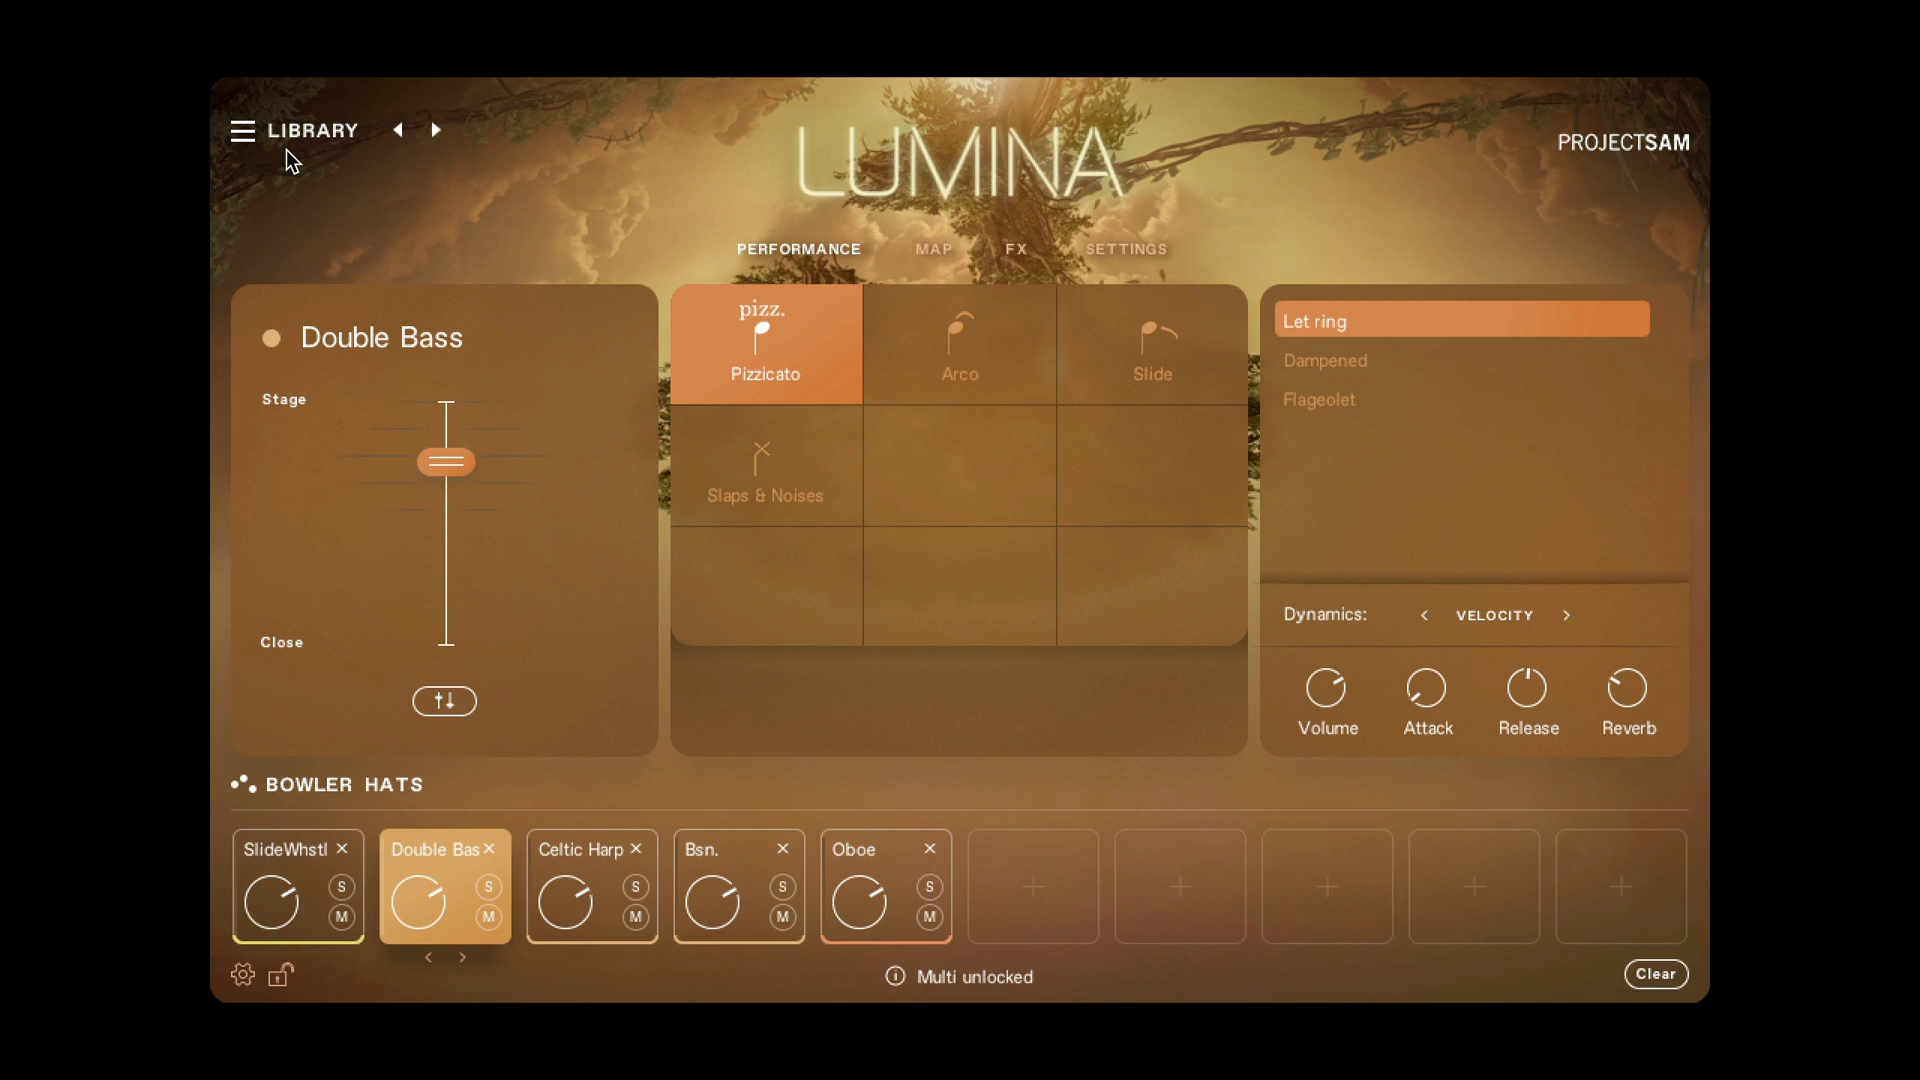 LIBRARY
LUMINA
PROJECTSAM
PERFORMANCE MAP FX SETTINGS
Double Bass
Stage
Close
pizz.
Pizzicato
Arco
Slide
Slaps & Noises
Let ring
Dampened
Flageolet
Dynamics: < VELOCITY >
Volume Attack Release Reverb
BOWLER HATS
SlideWhstl × Double Bas× Celtic Harp × Bsn. × Oboe ×
S S S S S
M M M M M
Multi unlocked
Clear